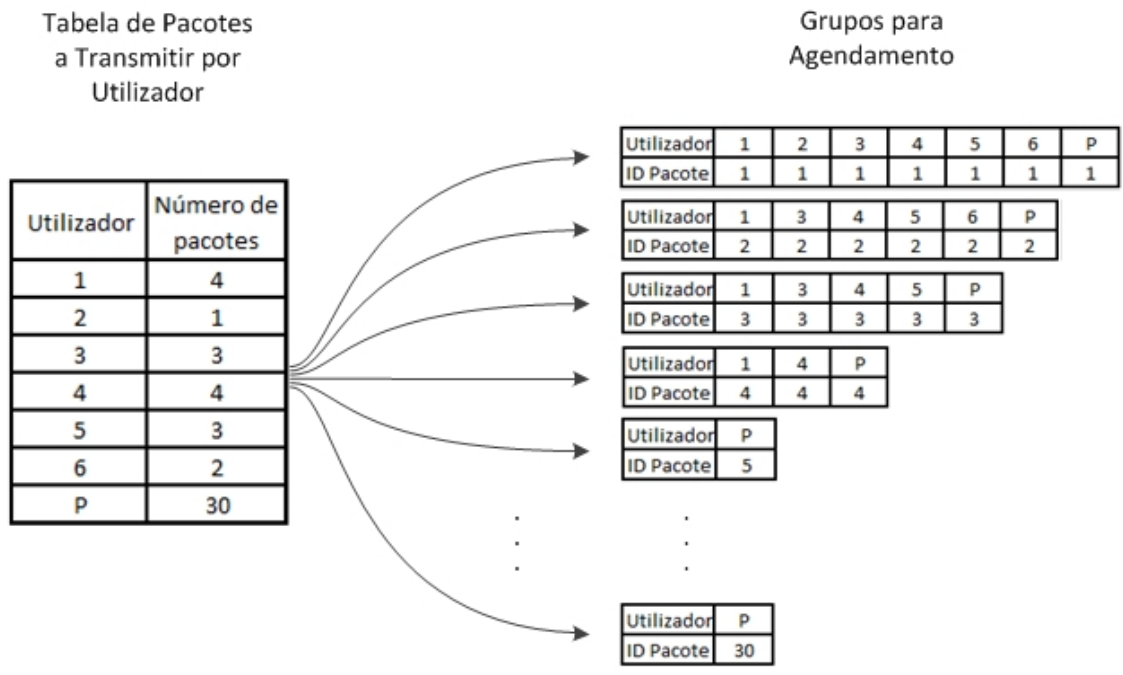 Tabela de Pacotes
a Transmitir por
Utilizador
Utilizador Número de
pacotes
1 4
2 1
3 3
4 4
5 3
6 2
P 30
Grupos para
Agendamento
Utilizador 1 2 3 4 5 6 P
ID Pacote 1 1 1 1 1 1 1
Utilizador 1 3 4 5 6 P
ID Pacote 2 2 2 2 2 2
Utilizador 1 3 4 5 P
ID Pacote 3 3 3 3 3
Utilizador 1 4 P
ID Pacote 4 4 4
Utilizador P
ID Pacote 5
Utilizador P
ID Pacote 30